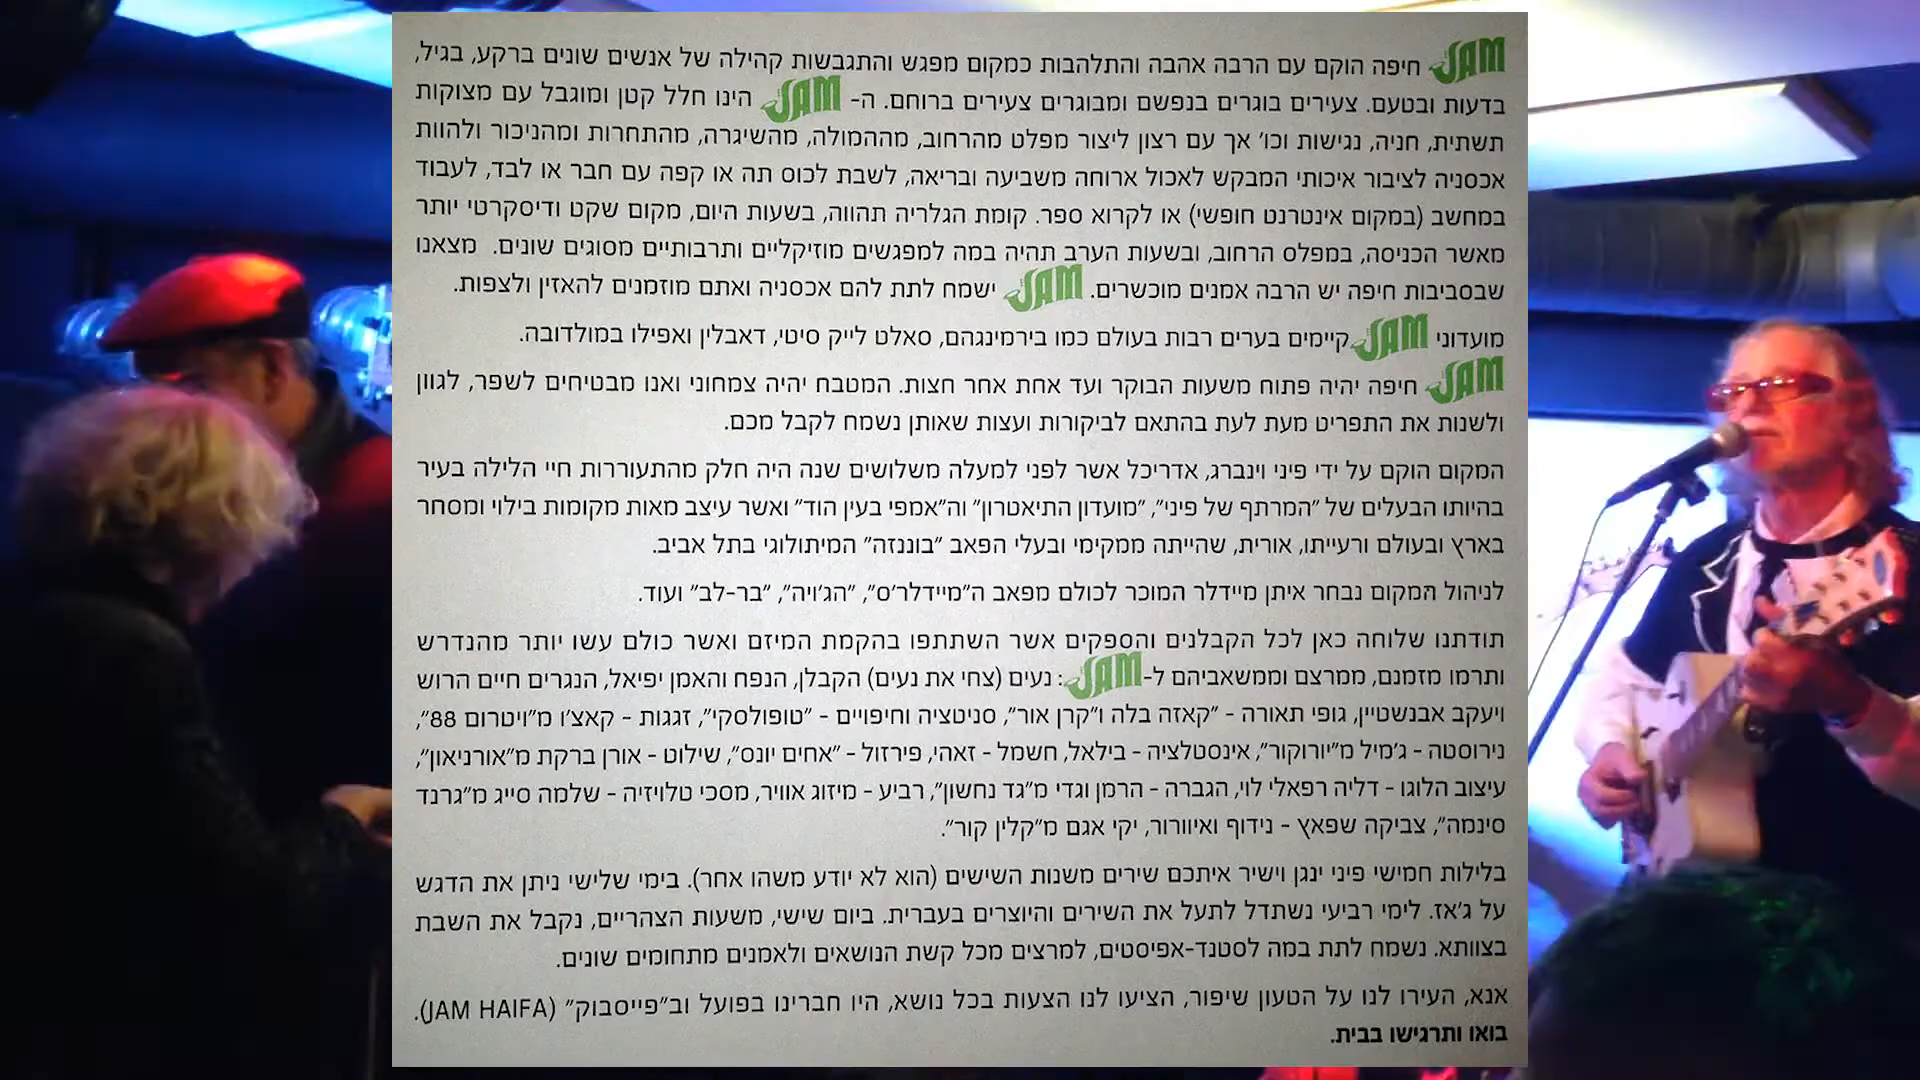 JAM חיפה הוקם עם הרבה אהבה והתלהבות כמקום מפגש והתגבשות קהילה של אנשים שונים ברקע, בגיל,
בדעות ובטעם. צעירים בוגרים בנפשם ומבוגרים צעירים ברוחם. ה- JAM הינו חלל קטן ומוגבל עם מצוקות
תשתית, חניה, נגישות וכו׳ אך עם רצון ליצור מפלט מהרחוב, מההמולה, מהשיגרה, מהתחרות ומהניכור ולהוות
אכסניה לציבור איכותי המבקש לאכול ארוחה משביעה ובריאה, לשבת לכוס תה או קפה עם חבר או לבד, לעבוד
במחשב (במקום אינטרנט חופשי) או לקרוא ספר. קומת הגלריה תהווה, בשעות היום, מקום שקט ודיסקרטי יותר
מאשר הכניסה, במפלס הרחוב, ובשעות הערב תהיה במה למפגשים מוזיקליים ותרבותיים מסוגים שונים. מצאנו
שבסביבות חיפה יש הרבה אמנים מוכשרים. JAM ישמח לתת להם אכסניה ואתם מוזמנים להאזין ולצפות.
מועדוני JAM קיימים בערים רבות בעולם כמו בירמינגהם, סאלט לייק סיטי, דאבלין ואפילו במולדובה.
JAM חיפה יהיה פתוח משעות הבוקר ועד אחת אחר חצות. המטבח יהיה צמחוני ואנו מבטיחים לשפר, לגוון
ולשנות את התפריט מעת לעת בהתאם לביקורות ועצות שאותן נשמח לקבל מכם.
המקום הוקם על ידי פיני וינברג, אדריכל אשר לפני למעלה משלושים שנה היה חלק מהתעוררות חיי הלילה בעיר
בהיותו הבעלים של ״המרתף של פיני״, ״מועדון התיאטרון״ וה״אמפי בעין הוד״ ואשר עיצב מאות מקומות בילוי ומסחר
בארץ ובעולם ורעייתו, אורית, שהייתה ממקימי ובעלי הפאב ״בוננזה״ המיתולוגי בתל אביב.
לניהול המקום נבחר איתן מיידלר המוכר לכולם מפאב ה״מיידלר׳ס״, ״הג׳ויה״, ״בר-לב״ ועוד.
תודתנו שלוחה כאן לכל הקבלנים והספקים אשר השתתפו בהקמת המיזם ואשר כולם עשו יותר מהנדרש
ותרמו מזמנם, ממרצם וממשאביהם ל-JAM: נעים (צחי את נעים) הקבלן, הנפח והאמן יפיאל, הנגרים חיים הרוש
ויעקב אבנשטיין, גופי תאורה - ״קאזה בלה ו״קרן אור״, סניטציה וחיפויים - ״טופולסקי״, זגגות - קאצ׳ו מ״ויטרום 88״,
נירוסטה - ג׳מיל מ״יורוקור״, אינסטלציה - בילאל, חשמל - זאהי, פירזול - ״אחים יונס״, שילוט - אורן ברקת מ״אורניאון״,
עיצוב הלוגו - דליה רפאלי לוי, הגברה - הרמן וגדי מ״גד נחשון״, רביע - מיזוג אוויר, מסכי טלויזיה - שלמה סייג מ״גרנד
סינמה״, צביקה שפאץ - נידוף ואיוורור, יקי אגם מ״קלין קור״.
בלילות חמישי פיני ינגן וישיר איתכם שירים משנות השישים (הוא לא יודע משהו אחר). בימי שלישי ניתן את הדגש
על ג׳אז. לימי רביעי נשתדל לתעל את השירים והיוצרים בעברית. ביום שישי, משעות הצהריים, נקבל את השבת
בצוותא. נשמח לתת במה לסטנד-אפיסטים, למרצים מכל קשת הנושאים ולאמנים מתחומים שונים.
אנא, העירו לנו על הטעון שיפור, הציעו לנו הצעות בכל נושא, היו חברינו בפועל וב״פייסבוק״ (JAM HAIFA).
בואו ותרגישו בבית.